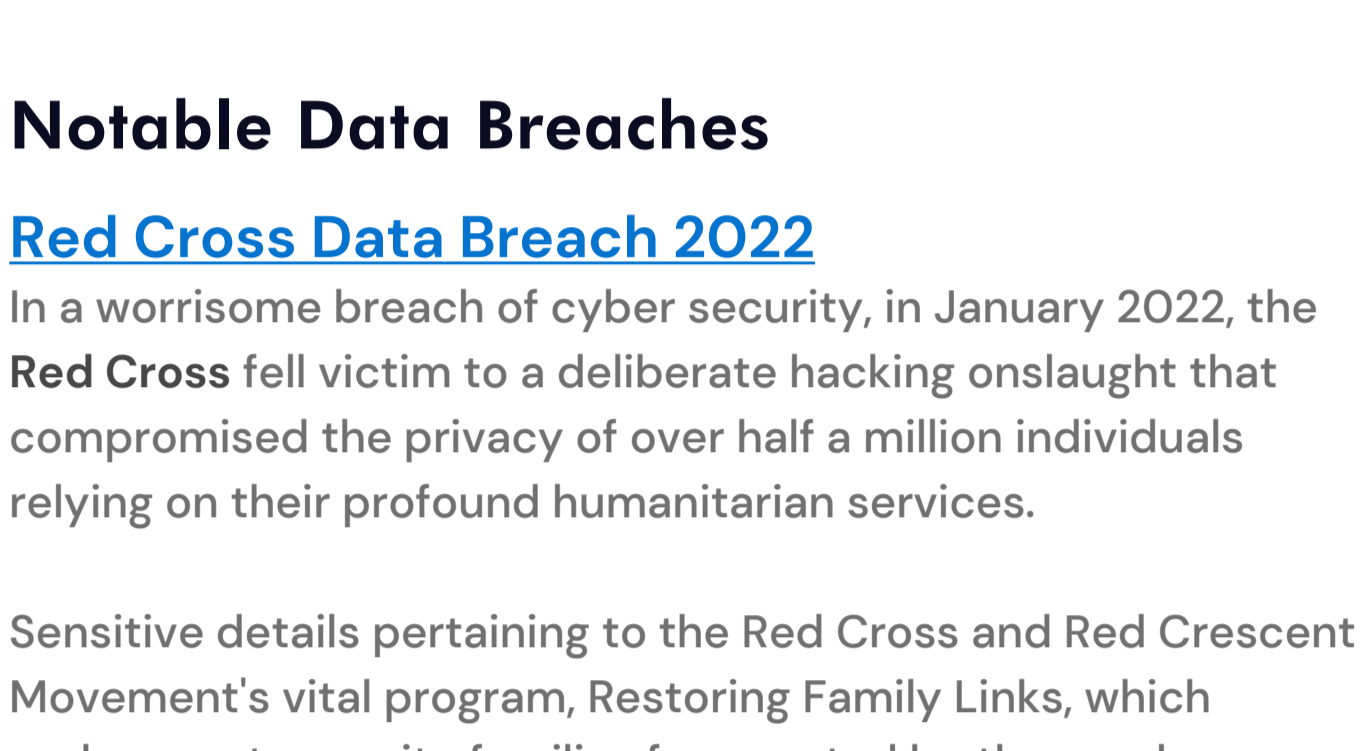 Notable Data Breaches
Red Cross Data Breach 2022
In a worrisome breach of cyber security, in January 2022, the
Red Cross fell victim to a deliberate hacking onslaught that
compromised the privacy of over half a million individuals
relying on their profound humanitarian services.
Sensitive details pertaining to the Red Cross and Red Crescent
Movement's vital program, Restoring Family Links, which